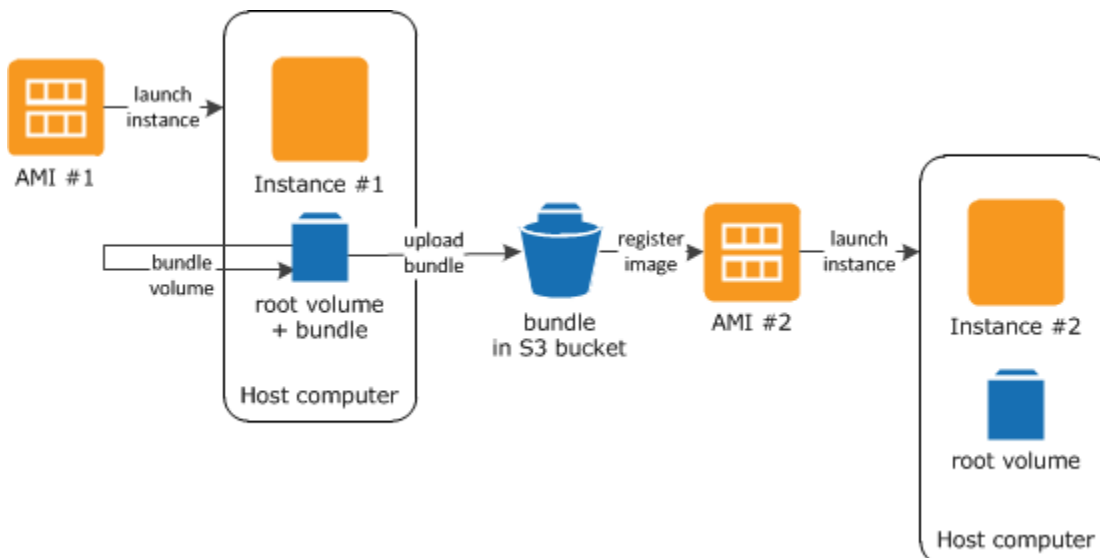 AMI #1
launch
instance
Instance #1
bundle
volume
root volume
+ bundle
Host computer
upload
bundle
bundle
in S3 bucket
register
image
AMI #2
launch
instance
Instance #2
root volume
Host computer